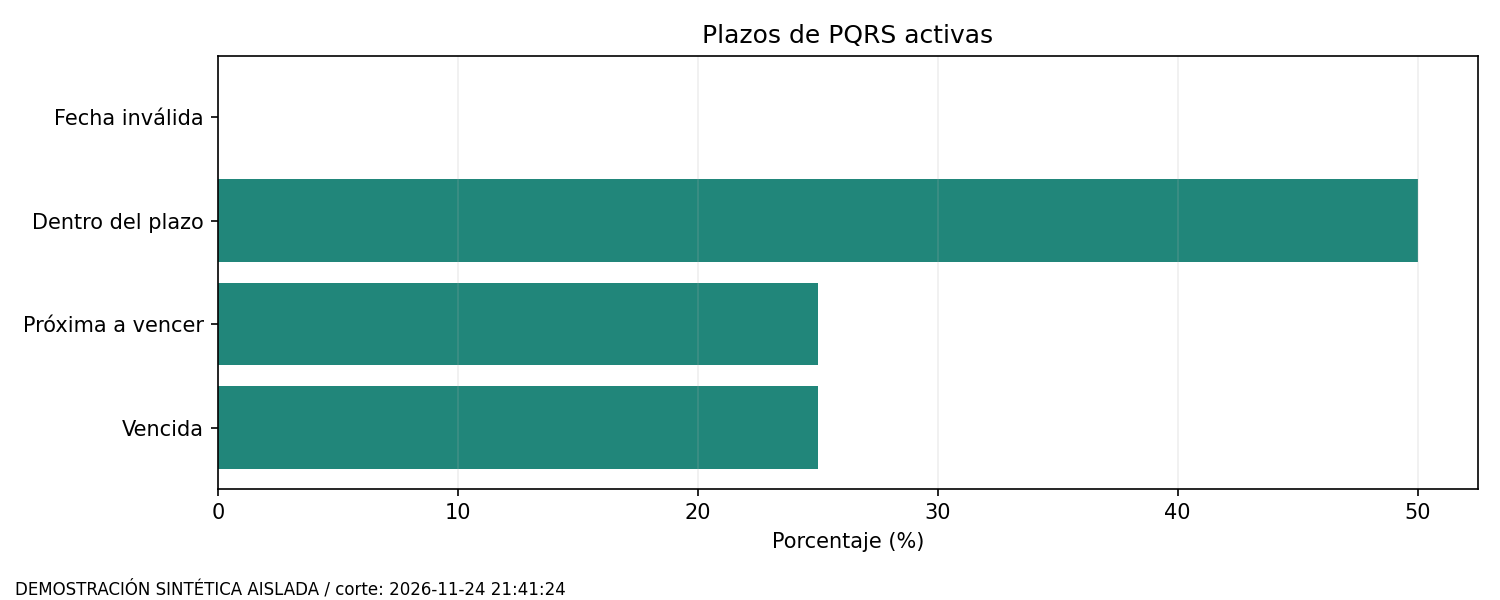 Plazos de PQRS activas
Fecha inválida
Dentro del plazo
Próxima a vencer
Vencida
0 10 20 30 40 50
Porcentaje (%)
DEMOSTRACIÓN SINTÉTICA AISLADA / corte: 2026-11-24 21:41:24